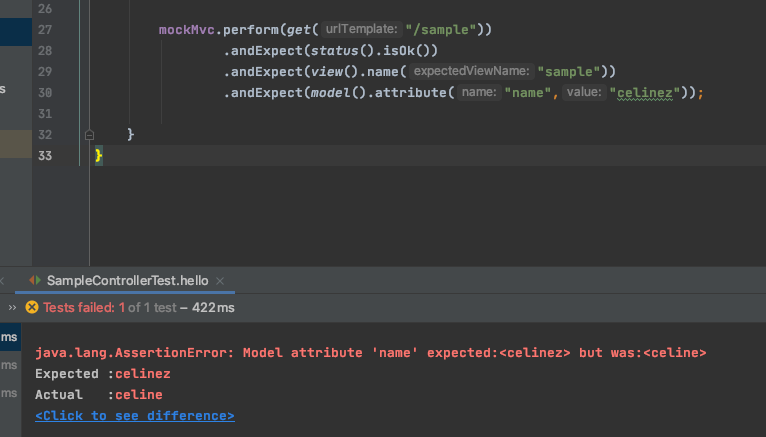 26
27 mockMvc.perform(get( urlTemplate: "/sample"))
28 .andExpect(status().isOk())
29 .andExpect(view().name( expectedViewName: "sample"))
30 .andExpect(model().attribute( name: "name", value: "celinez"));
31
32 }
33 }
s
SampleControllerTest.hello ×
» Tests failed: 1 of 1 test – 422 ms
ms java.lang.AssertionError: Model attribute 'name' expected:<celinez> but was:<celine>
ms Expected :celinez
ms Actual :celine
<Click to see difference>